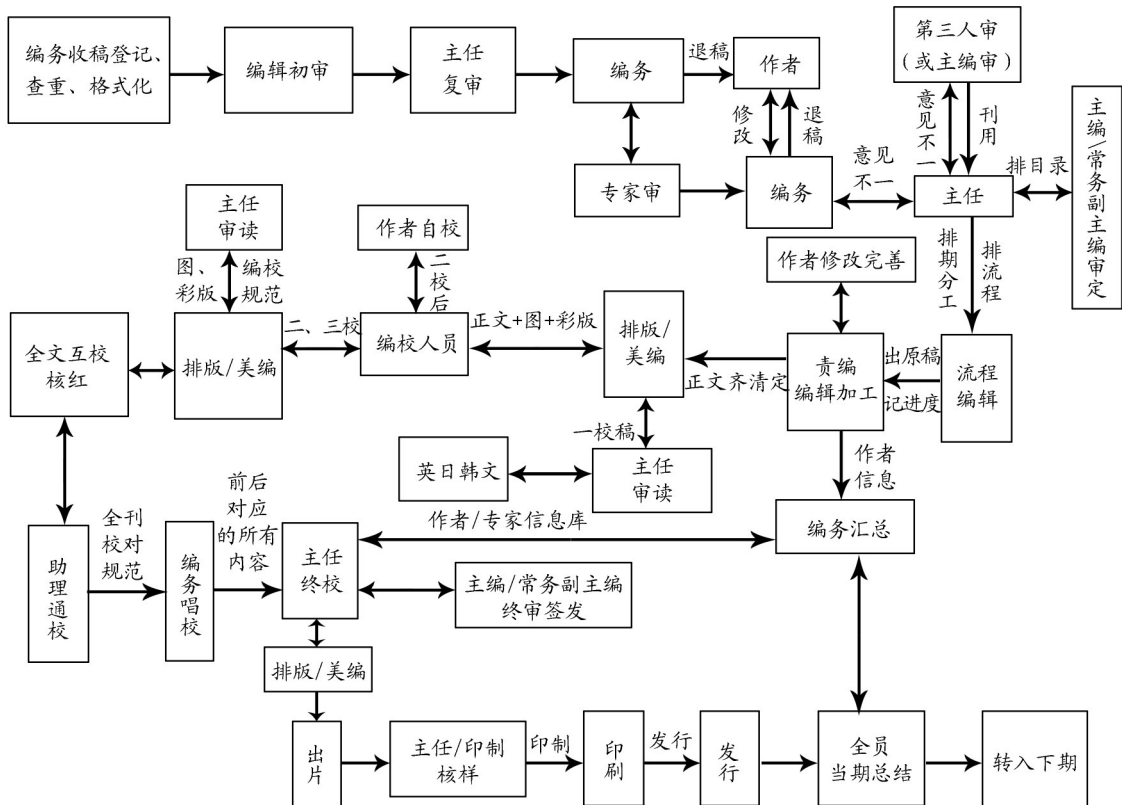 编务收稿登记、
查重、格式化
编辑初审
主任
复审
编务
退稿
作者
第三人审
(或主编审)
修改
退稿
意见不一
刊用
主编/常务副主编审定
专家审
编务
意见
不一
主任
排目录
主任
审读
作者自校
作者修改完善
排期分工
排流程
图、
彩版
编校
规范
二校后
全文互校
核红
排版/美编
二、三校
编校人员
正文+图+彩版
排版/
美编
正文齐清定
责编
编辑加工
出原稿
记进度
流程
编辑
一校稿
英日韩文
主任
审读
作者
信息
助理通校
全刊
校对
规范
编务唱校
前后
对应
的所有
内容
主任
终校
作者/专家信息库
编务汇总
主编/常务副主编
终审签发
排版/美编
出片
主任/印制
核样
印制
印刷
发行
发行
全员
当期总结
转入下期